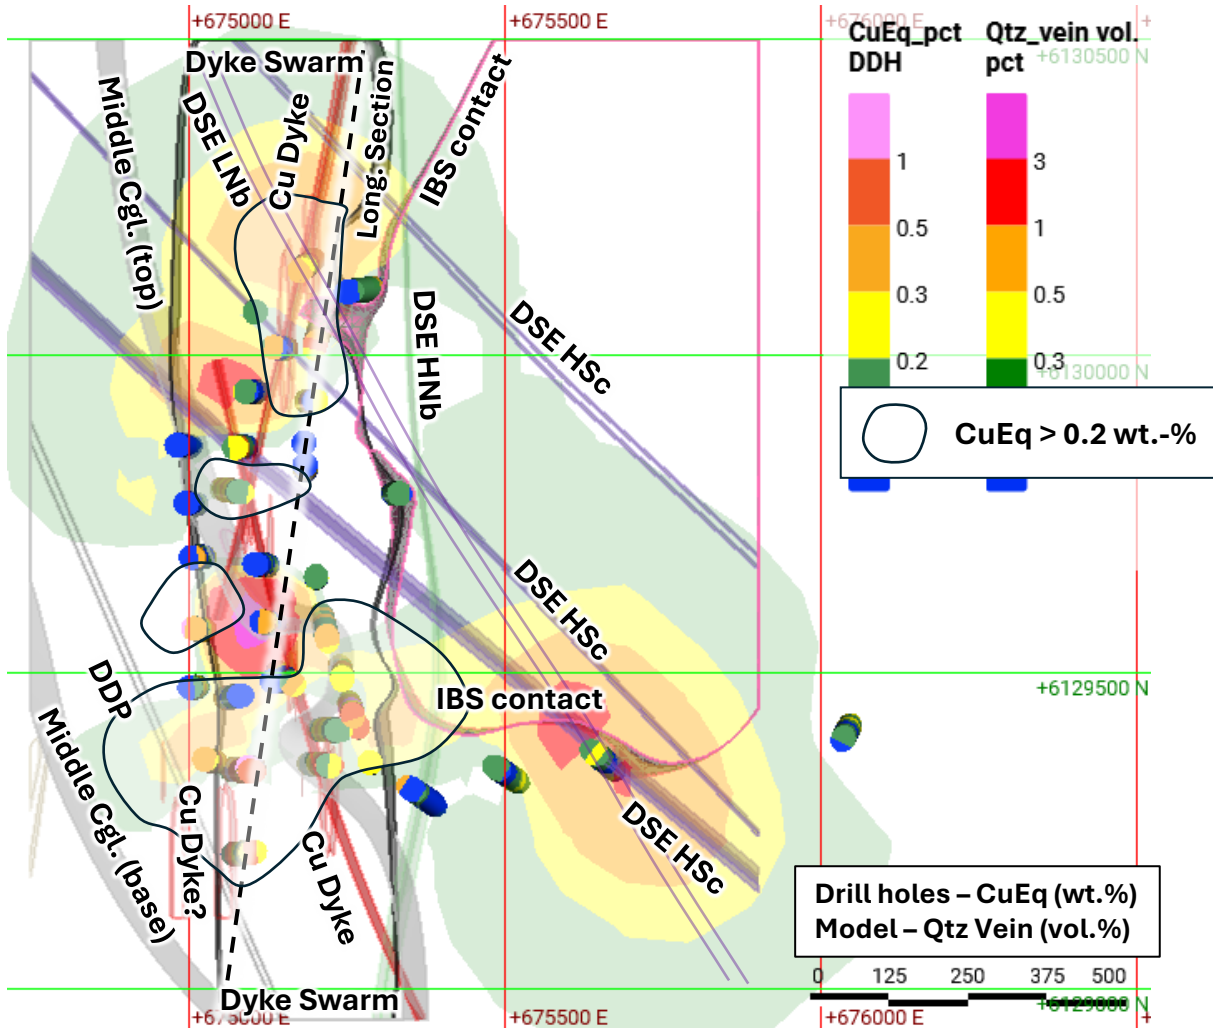 +675000 E
+675500 E
+676000 E
+
+6130500 N
CuEq_pct
DDH
Qtz_vein vol.
pct
1
0.5
0.3
0.2
3
1
0.5
0.3
Dyke Swarm
Middle Cgl. (top)
DSE LNb
Cu Dyke
Long. Section
IBS contact
DSE HNb
DSE HSc
+6130000 N
CuEq > 0.2 wt.-%
DSE HSc
DDP
IBS contact
+6129500 N
Middle Cgl. (base)
Cu Dyke?
Cu Dyke
DSE HSc
Drill holes – CuEq (wt.%)
Model – Qtz Vein (vol.%)
0 125 250 375 500
Dyke Swarm
+6129000 N
+675000 E
+675500 E
+676000 E
+